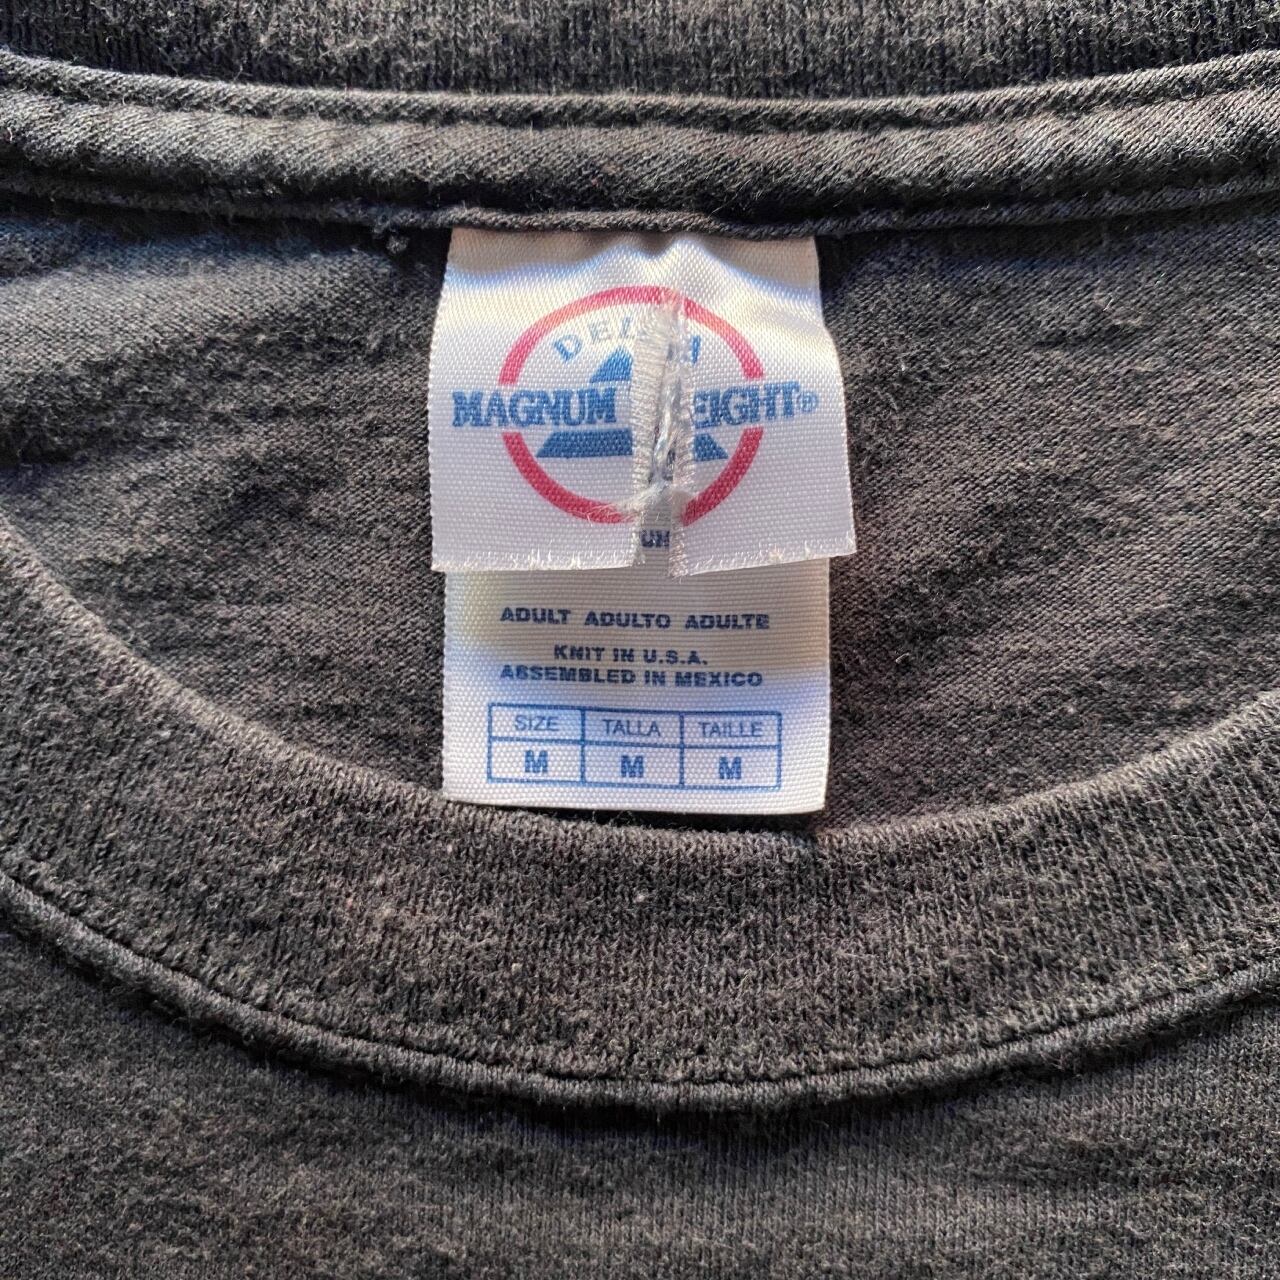 DELTA
MAGNUM WEIGHT®
ADULT ADULTO ADULTE
KNIT IN U.S.A.
ASSEMBLED IN MEXICO
SIZE TALLA TAILLE
M M M